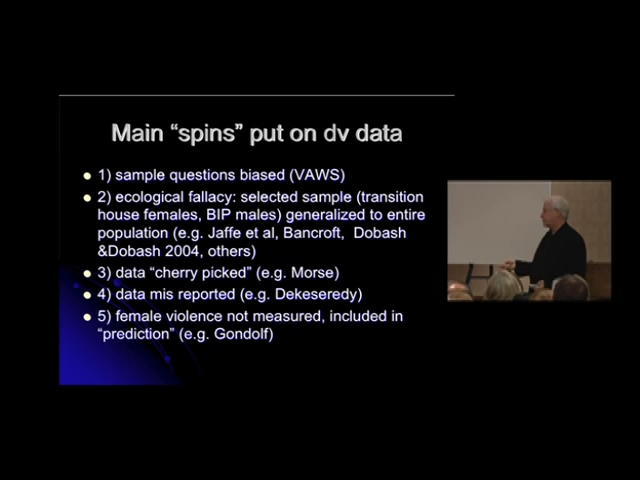 Main “spins” put on dv data
1) sample questions biased (VAWS)
2) ecological fallacy: selected sample (transition
house females, BIP males) generalized to entire
population (e.g. Jaffe et al, Bancroft, Dobash
&Dobash 2004, others)
3) data “cherry picked” (e.g. Morse)
4) data mis reported (e.g. Dekeseredy)
5) female violence not measured, included in
“prediction” (e.g. Gondolf)